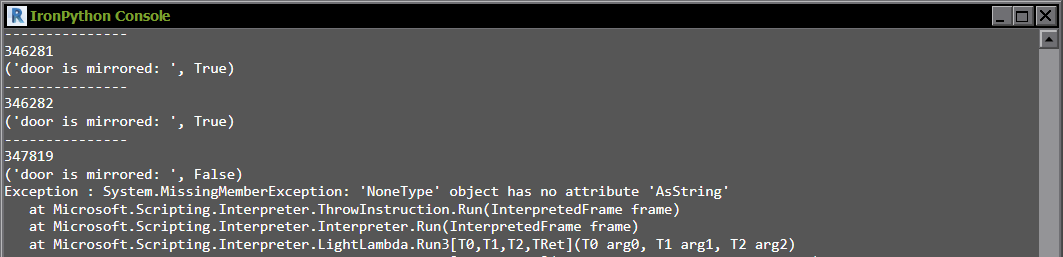 IronPython Console
---------------
346281
('door is mirrored: ', True)
---------------
346282
('door is mirrored: ', True)
---------------
347819
('door is mirrored: ', False)
Exception : System.MissingMemberException: 'NoneType' object has no attribute 'AsString'
   at Microsoft.Scripting.Interpreter.ThrowInstruction.Run(InterpretedFrame frame)
   at Microsoft.Scripting.Interpreter.Interpreter.Run(InterpretedFrame frame)
   at Microsoft.Scripting.Interpreter.LightLambda.Run3[T0,T1,T2,TRet](T0 arg0, T1 arg1, T2 arg2)